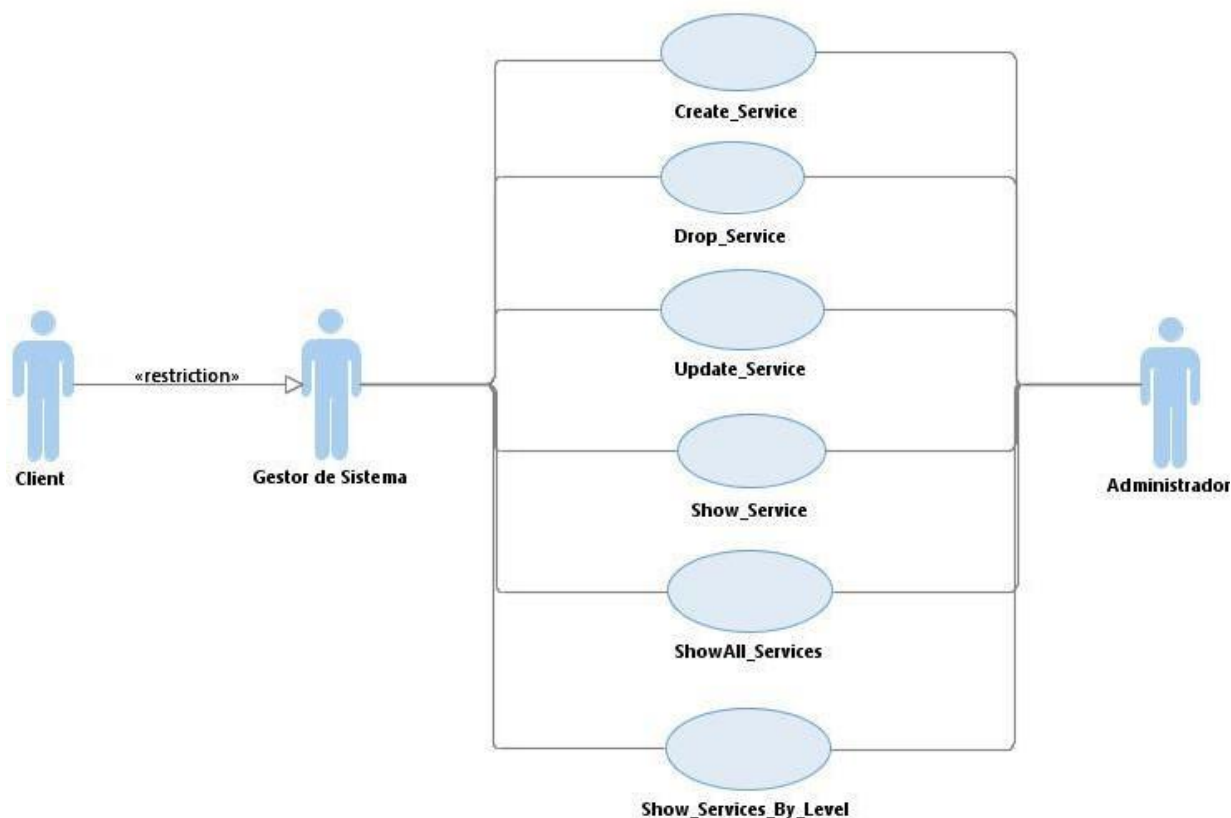 Create_Service
Drop_Service
Update_Service
«restriction»
Client
Gestor de Sistema
Administrador
Show_Service
ShowAll_Services
Show_Services_By_Level